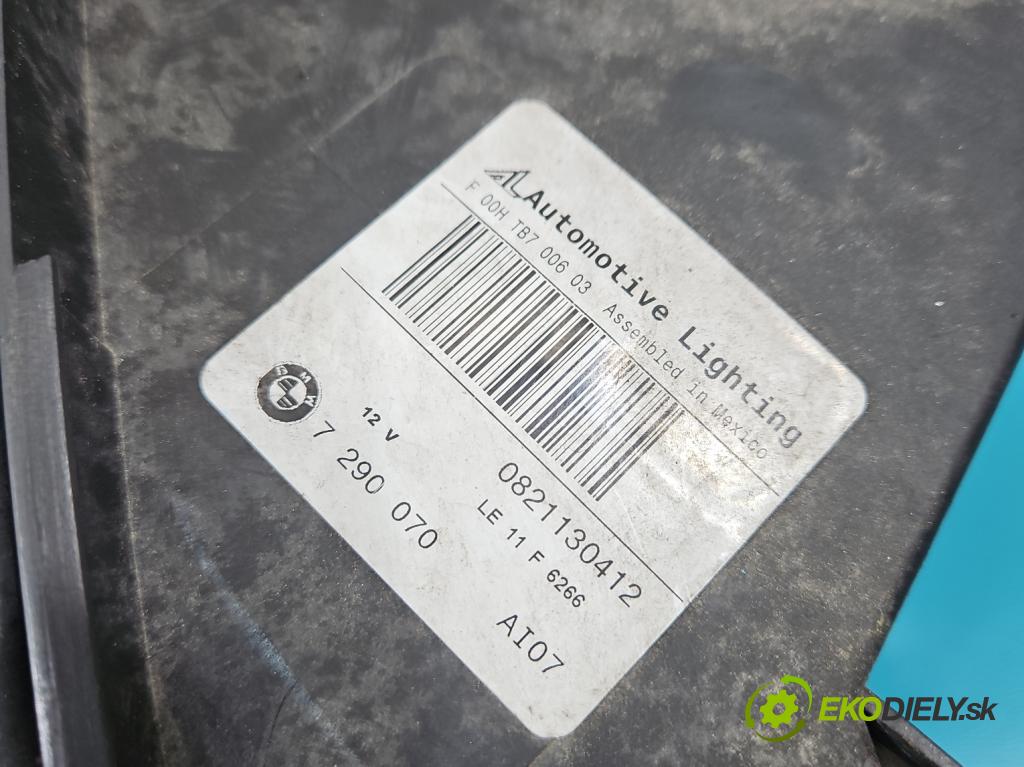 AL Automotive Lighting
F 00H TB7 006 03 Assembled in Mexico
0821130412
12 V
LE 11 F 6266
BMW
7 290 070
AI07
EKODIELY.sk